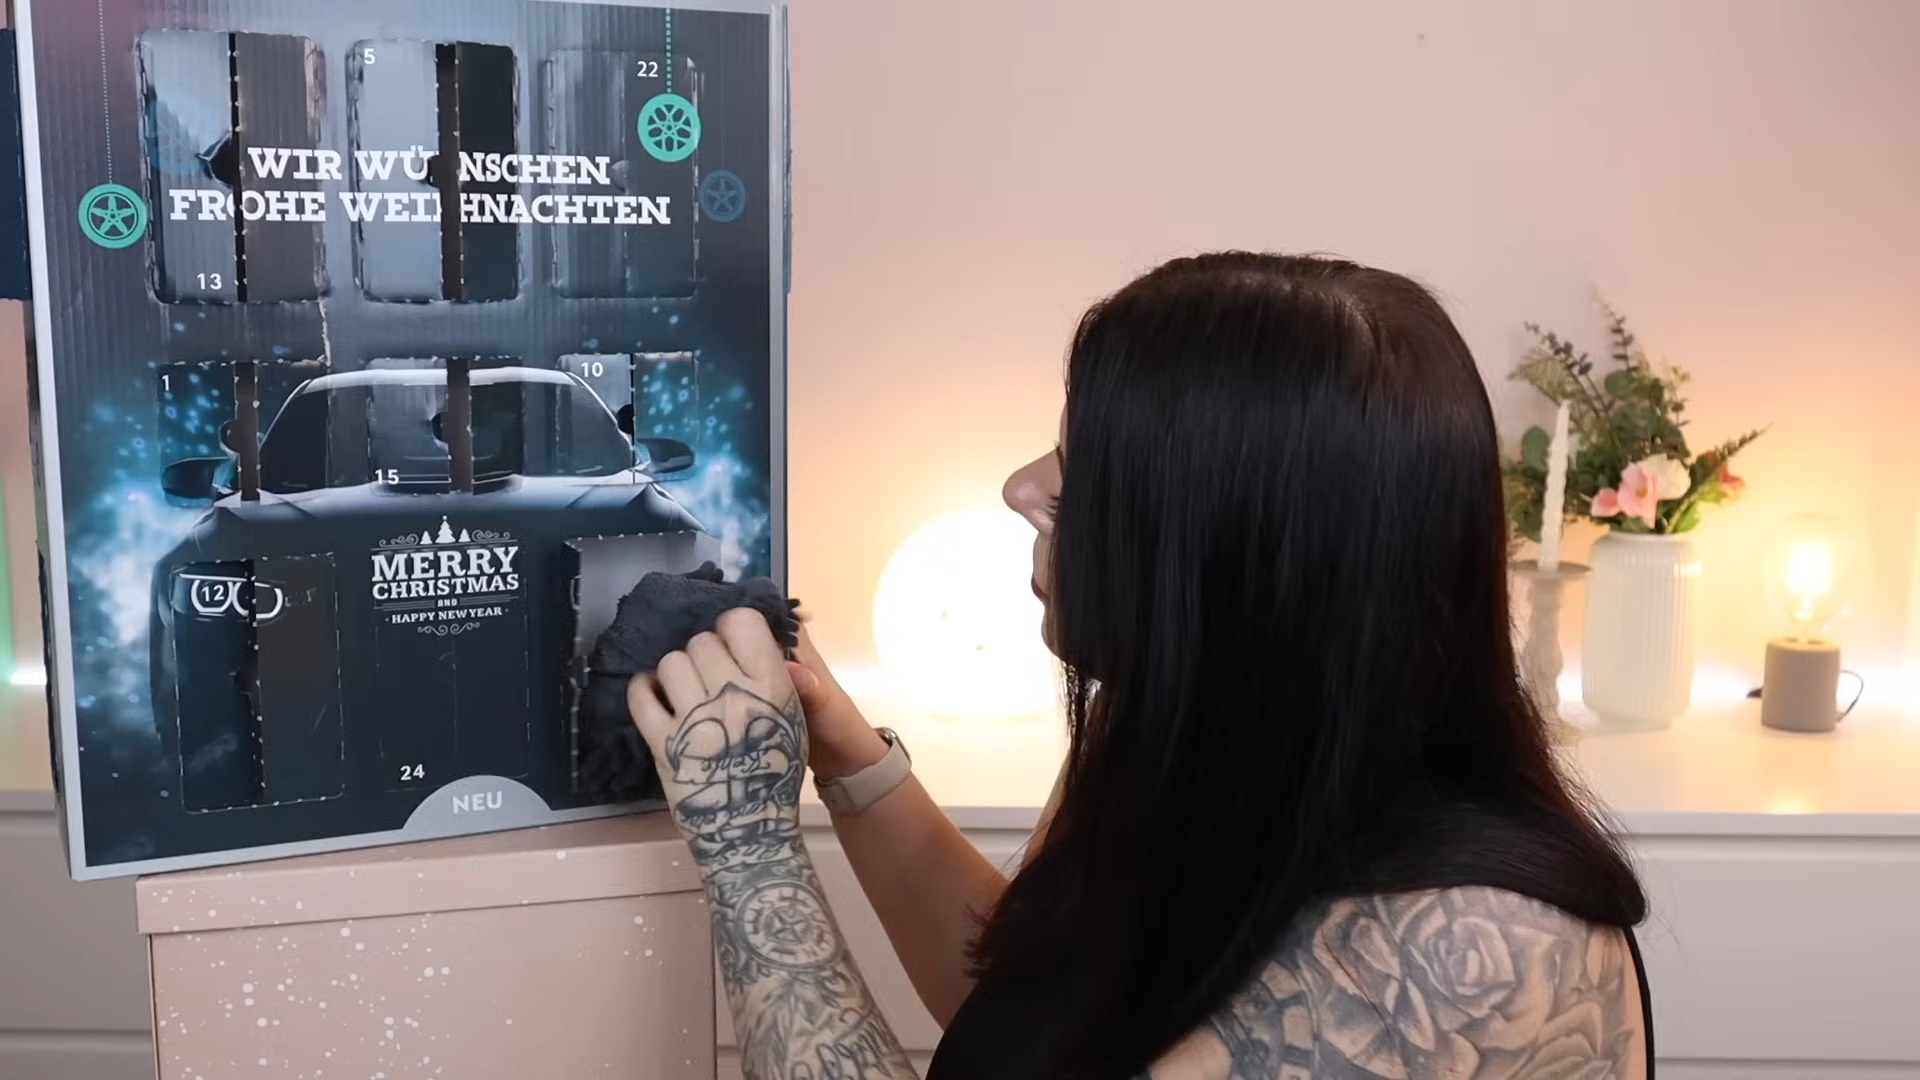 5
22
WIR WÜNSCHEN
FROHE WEIHNACHTEN
13
1
10
15
MERRY
CHRISTMAS
AND
HAPPY NEW YEAR
12
24
NEU